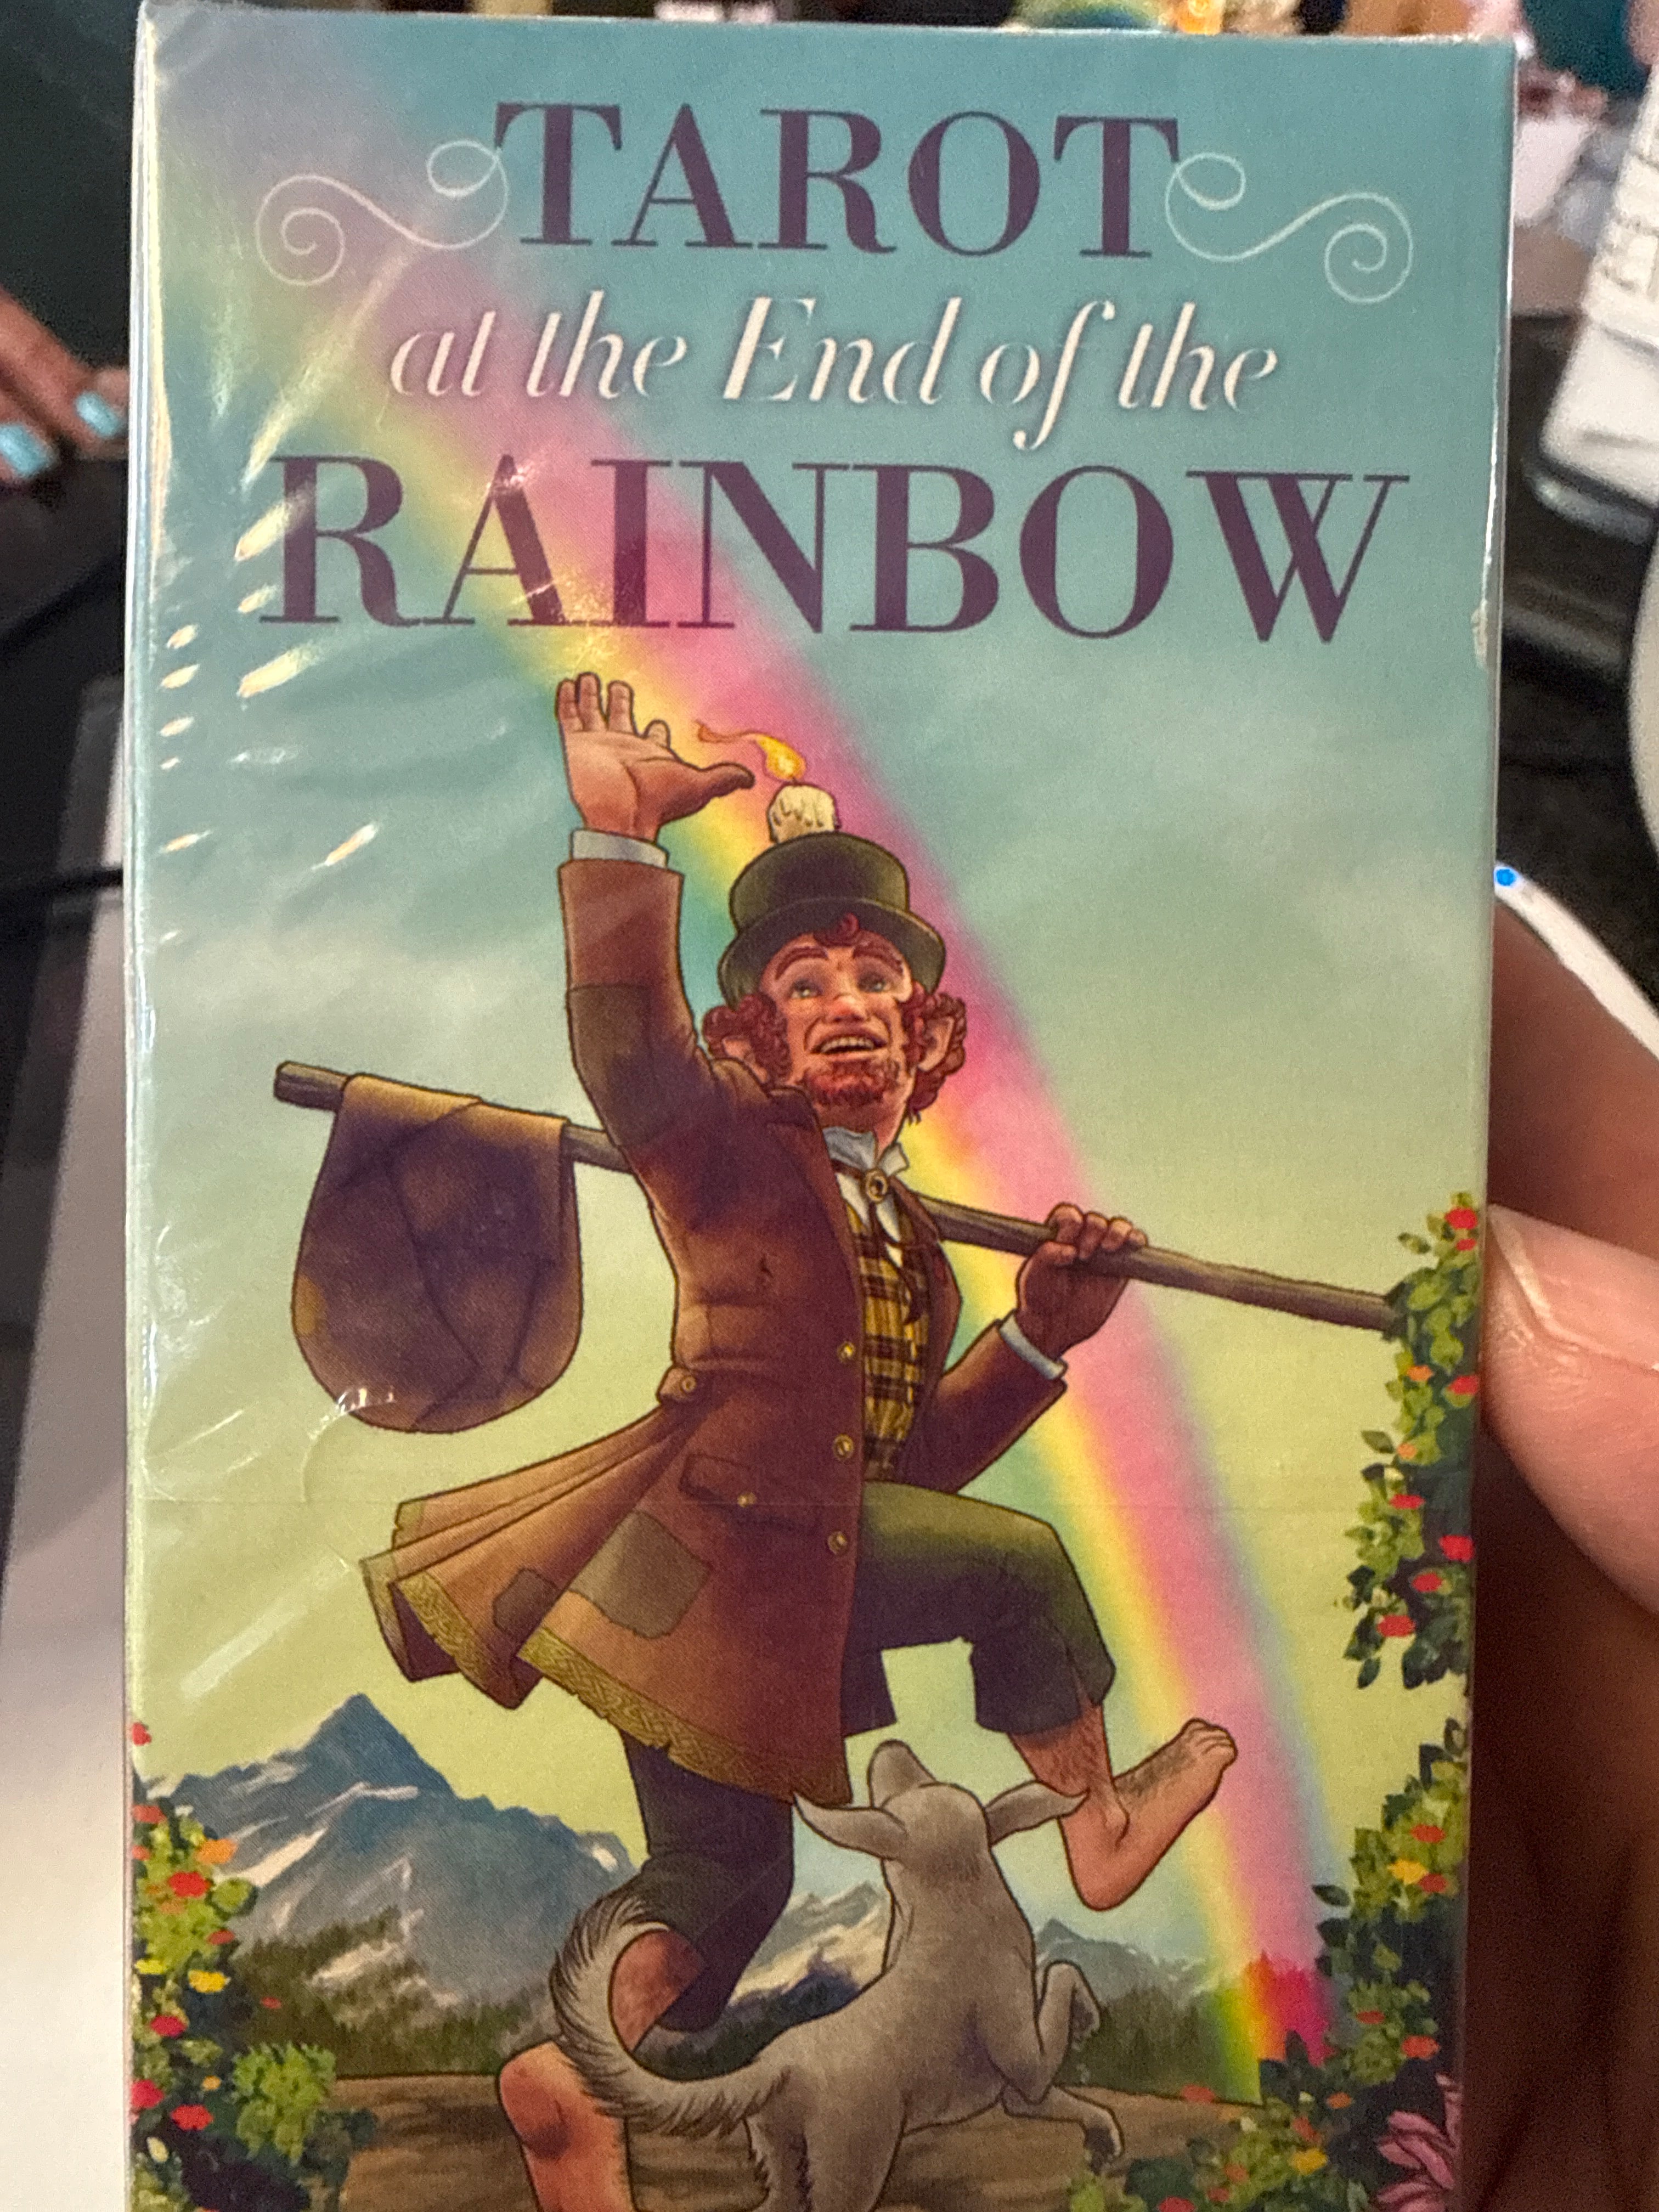 TAROT
at the End of the
RAINBOW